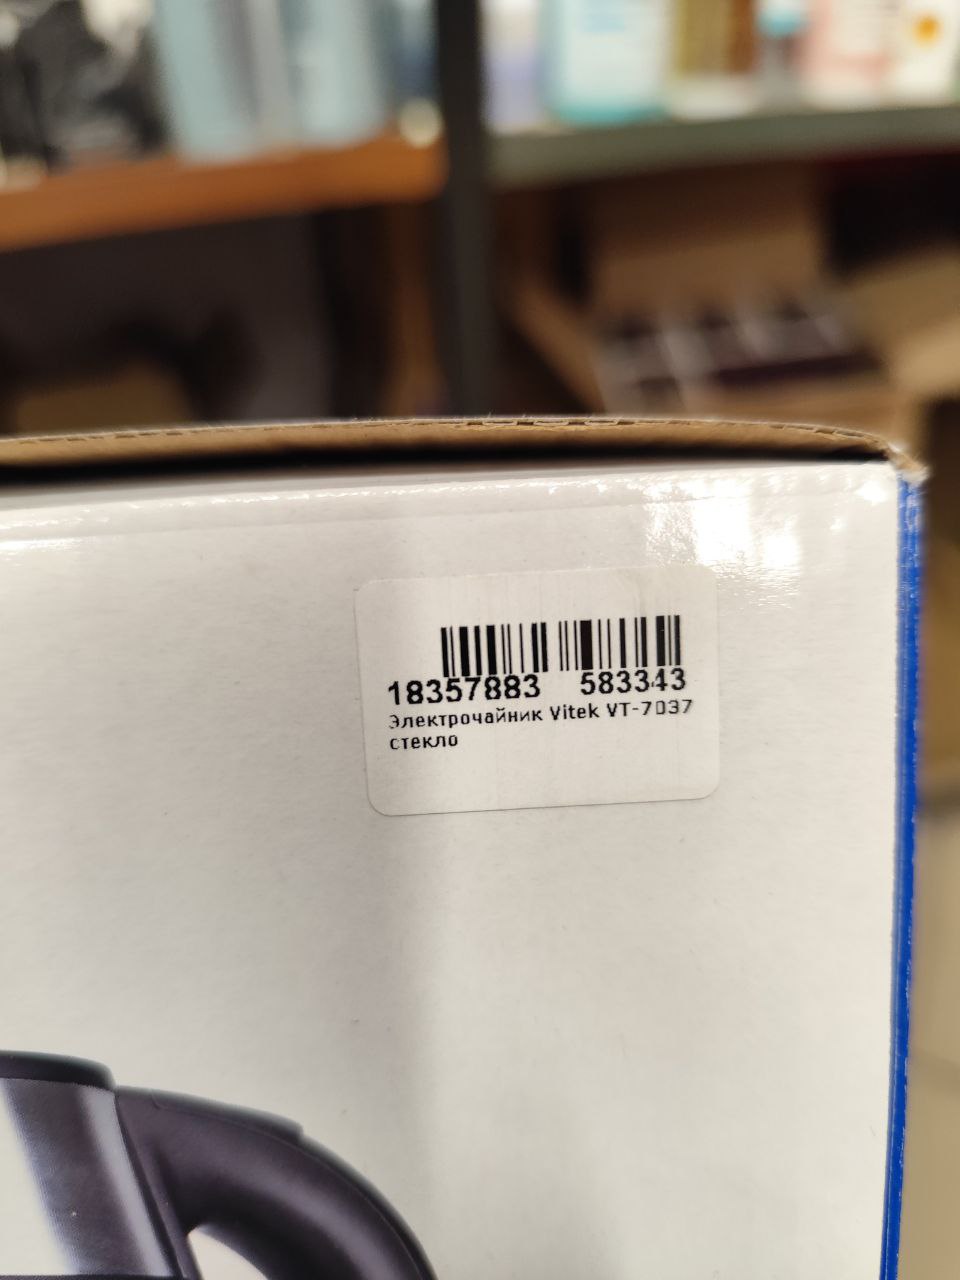 18357883 583343
Электрочайник Vitek VT-7037
стекло